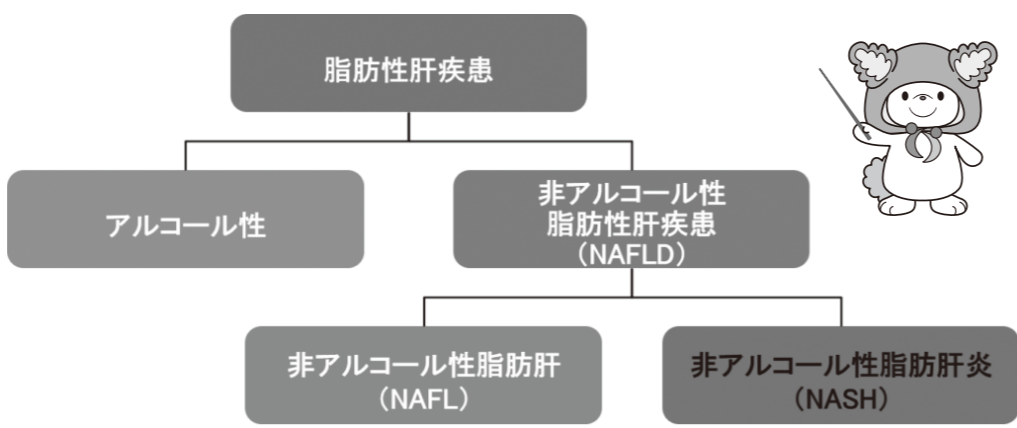 脂肪性肝疾患
アルコール性
非アルコール性
脂肪性肝疾患
（NAFLD）
非アルコール性脂肪肝
（NAFL）
非アルコール性脂肪肝炎
（NASH）